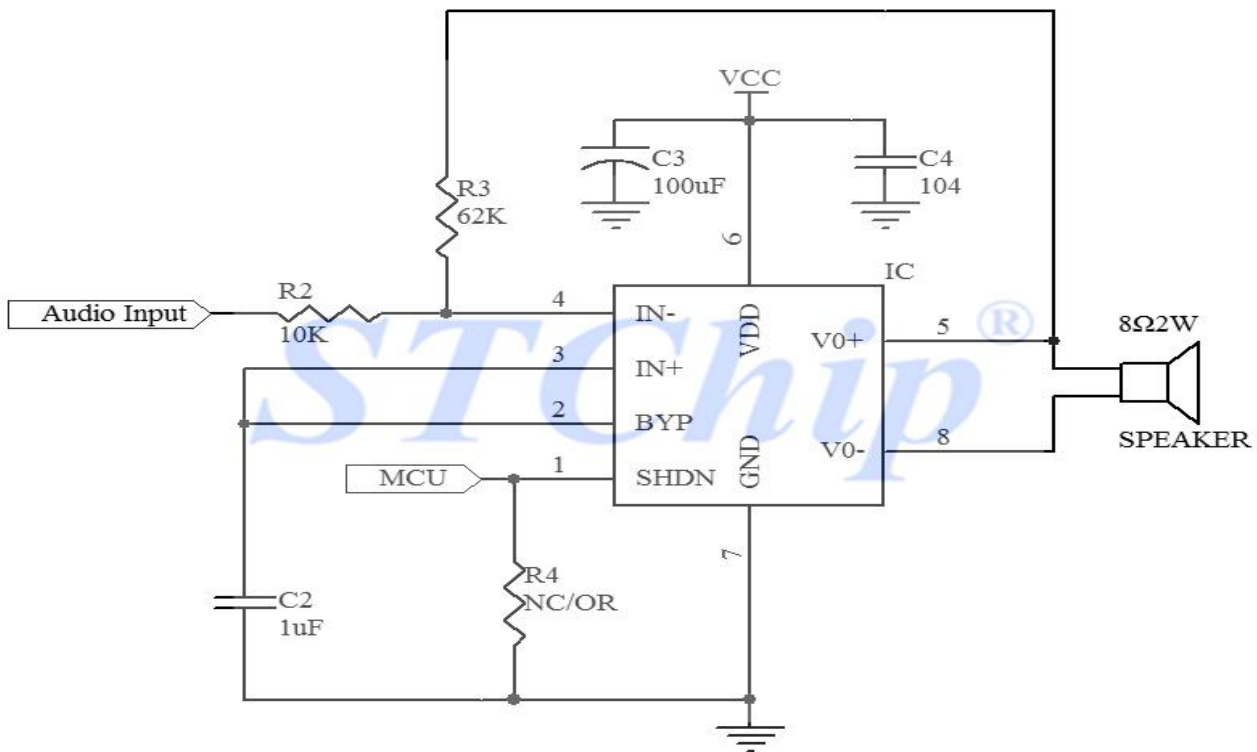 VCC
C3
100uF
C4
104
R3
62K
6
IC
Audio Input
R2
10K
4
IN-
VDD
V0+
5
8Ω2W
3
IN+
STChip®
2
BYP
SPEAKER
MCU
1
SHDN
GND
V0-
8
7
R4
NC/OR
C2
1uF